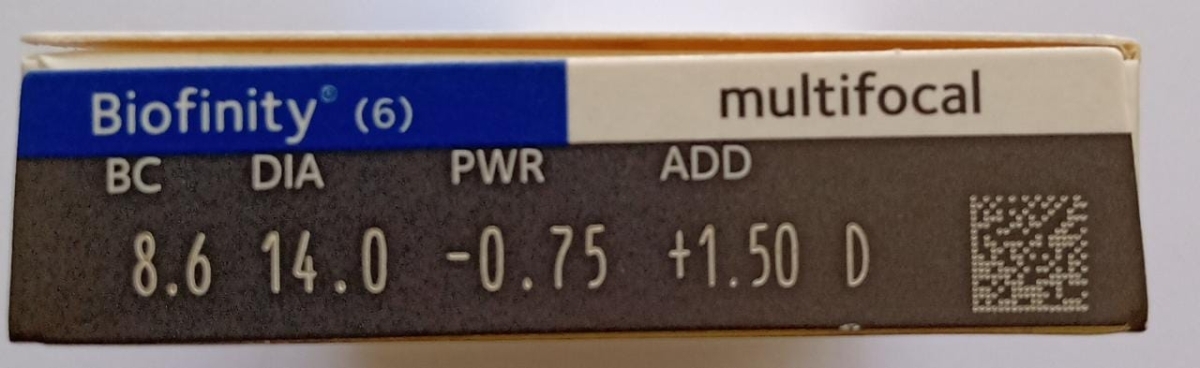 Biofinity® (6) multifocal
BC DIA PWR ADD
8.6 14.0 -0.75 +1.50 D